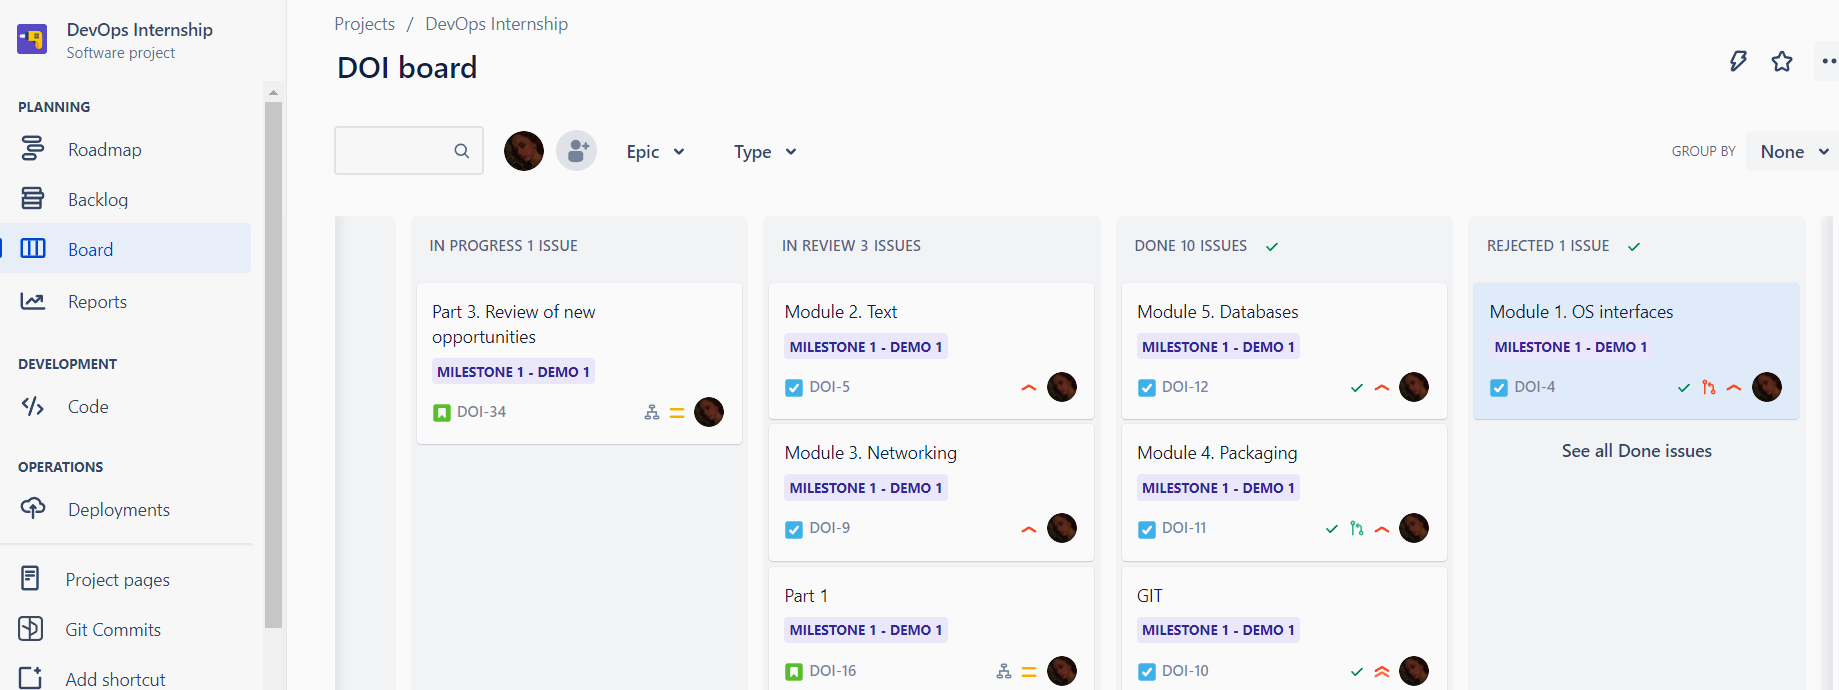 DevOps Internship
Software project
PLANNING
Roadmap
Backlog
Board
Reports
DEVELOPMENT
Code
OPERATIONS
Deployments
Project pages
Git Commits
Add shortcut
Projects / DevOps Internship
DOI board
Epic
Type
GROUP BY
None
IN PROGRESS 1 ISSUE
Part 3. Review of new
opportunities
MILESTONE 1 - DEMO 1
DOI-34
IN REVIEW 3 ISSUES
Module 2. Text
MILESTONE 1 - DEMO 1
DOI-5
Module 3. Networking
MILESTONE 1 - DEMO 1
DOI-9
Part 1
MILESTONE 1 - DEMO 1
DOI-16
DONE 10 ISSUES
Module 5. Databases
MILESTONE 1 - DEMO 1
DOI-12
Module 4. Packaging
MILESTONE 1 - DEMO 1
DOI-11
GIT
MILESTONE 1 - DEMO 1
DOI-10
REJECTED 1 ISSUE
Module 1. OS interfaces
MILESTONE 1 - DEMO 1
DOI-4
See all Done issues